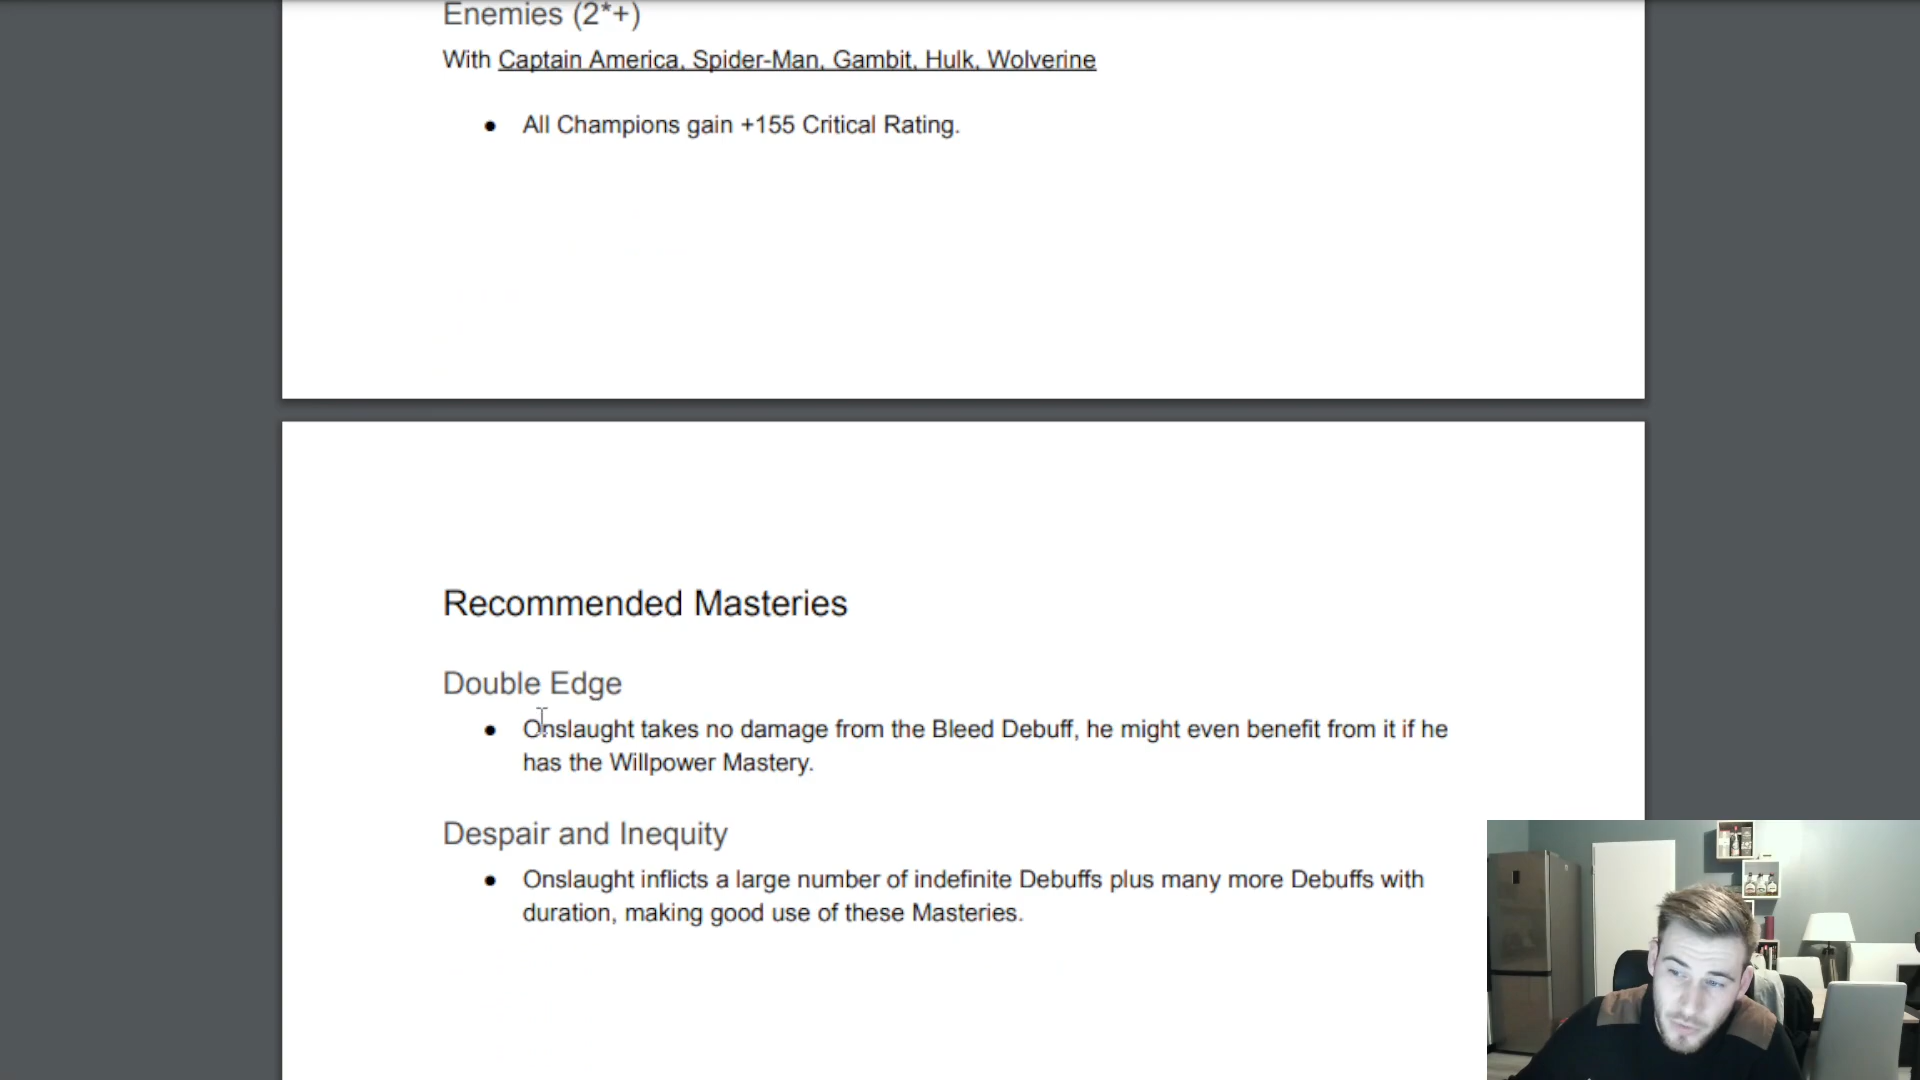 Enemies (2*+)
With Captain America, Spider-Man, Gambit, Hulk, Wolverine
● All Champions gain +155 Critical Rating.
Recommended Masteries
Double Edge
● Onslaught takes no damage from the Bleed Debuff, he might even benefit from it if he
has the Willpower Mastery.
Despair and Inequity
● Onslaught inflicts a large number of indefinite Debuffs plus many more Debuffs with
duration, making good use of these Masteries.